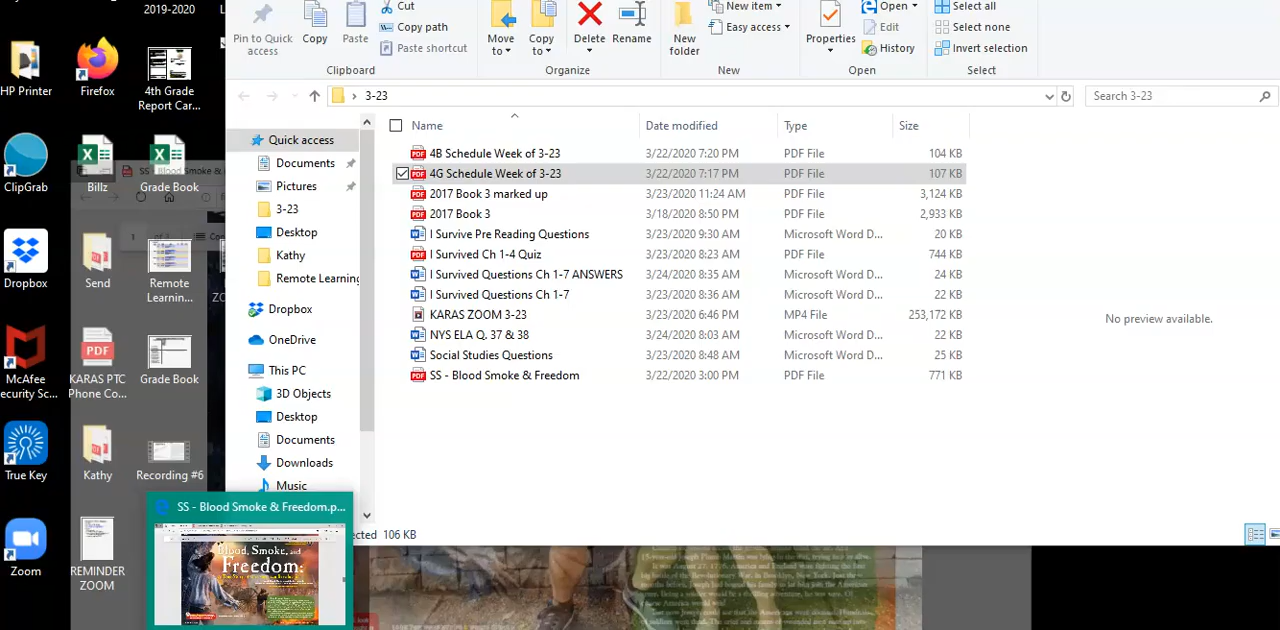 2019-2020
HP Printer
Firefox
4th Grade
Report Car...
ClipGrab
Billz
Grade Book
Dropbox
Send
Remote
Learnin...
McAfee
ecurity Sc...
KARAS PTC
Phone Co...
Grade Book
True Key
Kathy
Recording #6
Zoom
REMINDER
ZOOM
Pin to Quick
access
Copy
Paste
Cut
Copy path
Paste shortcut
Clipboard
Move
to
Copy
to
Delete
Rename
Organize
New
folder
New item
Easy access
New
Properties
Open
Edit
History
Open
Select all
Select none
Invert selection
Select
3-23
Search 3-23
Quick access
Documents
Pictures
3-23
Desktop
Kathy
Remote Learning
Dropbox
OneDrive
This PC
3D Objects
Desktop
Documents
Downloads
Music
Name Date modified Type Size
4B Schedule Week of 3-23 3/22/2020 7:20 PM PDF File 104 KB
4G Schedule Week of 3-23 3/22/2020 7:17 PM PDF File 107 KB
2017 Book 3 marked up 3/23/2020 11:24 AM PDF File 3,124 KB
2017 Book 3 3/18/2020 8:50 PM PDF File 2,933 KB
I Survive Pre Reading Questions 3/23/2020 9:30 AM Microsoft Word D... 20 KB
I Survived Ch 1-4 Quiz 3/23/2020 8:23 AM PDF File 744 KB
I Survived Questions Ch 1-7 ANSWERS 3/24/2020 8:35 AM Microsoft Word D... 24 KB
I Survived Questions Ch 1-7 3/23/2020 8:36 AM Microsoft Word D... 22 KB
KARAS ZOOM 3-23 3/23/2020 6:46 PM MP4 File 253,172 KB
NYS ELA Q, 37 & 38 3/24/2020 8:03 AM Microsoft Word D... 22 KB
Social Studies Questions 3/23/2020 8:48 AM Microsoft Word D... 25 KB
SS - Blood Smoke & Freedom 3/22/2020 3:00 PM PDF File 771 KB
No preview available.
ected 106 KB
SS - Blood Smoke & Freedom.p...
Blood, Smoke, and
Freedom: